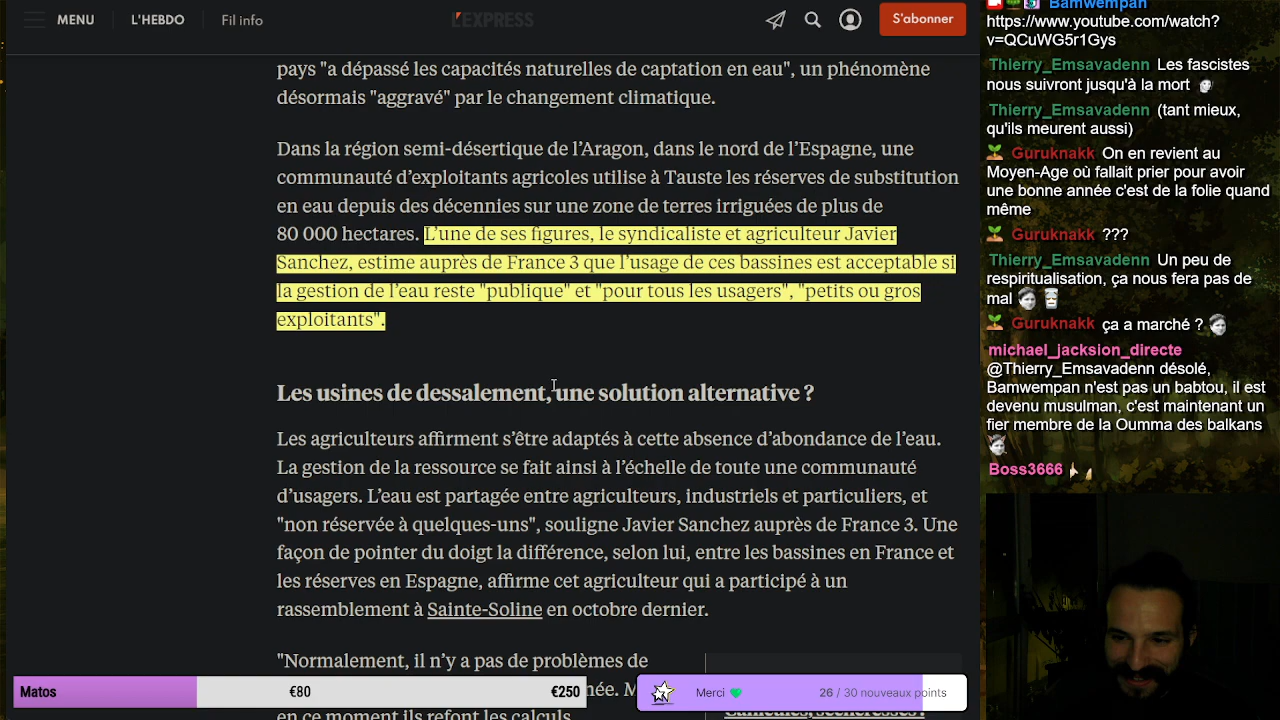 MENU
L'HEBDO
Fil info
L'EXPRESS
S'abonner
pays "a dépassé les capacités naturelles de captation en eau", un phénomène
désormais "aggravé" par le changement climatique.
Dans la région semi-désertique de l’Aragon, dans le nord de l’Espagne, une
communauté d’exploitants agricoles utilise à Tauste les réserves de substitution
en eau depuis des décennies sur une zone de terres irriguées de plus de
80 000 hectares. L’une de ses figures, le syndicaliste et agriculteur Javier
Sanchez, estime auprès de France 3 que l’usage de ces bassines est acceptable si
la gestion de l’eau reste "publique" et "pour tous les usagers", "petits ou gros
exploitants".
Les usines de dessalement, une solution alternative ?
Les agriculteurs affirment s’être adaptés à cette absence d’abondance de l’eau.
La gestion de la ressource se fait ainsi à l’échelle de toute une communauté
d’usagers. L’eau est partagée entre agriculteurs, industriels et particuliers, et
"non réservée à quelques-uns", souligne Javier Sanchez auprès de France 3. Une
façon de pointer du doigt la différence, selon lui, entre les bassines en France et
les réserves en Espagne, affirme cet agriculteur qui a participé à un
rassemblement à Sainte-Soline en octobre dernier.
"Normalement, il n’y a pas de problèmes de
en ce moment ils refont les calculs
Matos
€80
€250
Merci
26 / 30 nouveaux points
Bamwempan
https://www.youtube.com/watch?
v=QCuWG5r1Gys
Thierry_Emsavadenn Les fascistes
nous suivront jusqu'à la mort
Thierry_Emsavadenn (tant mieux,
qu'ils meurent aussi)
Guruknakk On en revient au
Moyen-Age où fallait prier pour avoir
une bonne année c'est de la folie quand
même
Guruknakk ???
Thierry_Emsavadenn Un peu de
respiritualisation, ça nous fera pas de
mal
Guruknakk ça a marché ?
michael_jacksion_directe
@Thierry_Emsavadenn désolé,
Bamwempan n'est pas un babtou, il est
devenu musulman, c'est maintenant un
fier membre de la Oumma des balkans
Boss3666